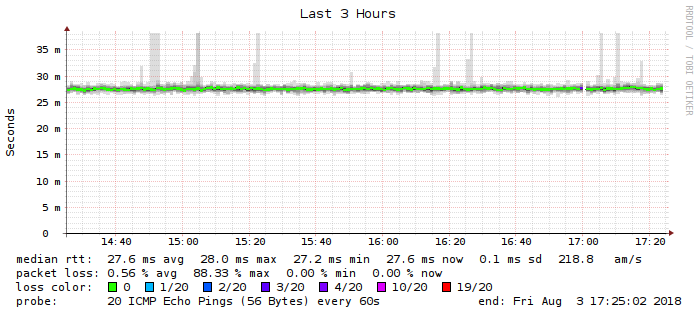 Last 3 Hours
RRDTOOL / TOBI OETIKER
Seconds
35 m
30 m
25 m
20 m
15 m
10 m
5 m
0
14:40 15:00 15:20 15:40 16:00 16:20 16:40 17:00 17:20
median rtt: 27.6 ms avg 28.0 ms max 27.2 ms min 27.6 ms now 0.1 ms sd 218.8 am/s
packet loss: 0.56 % avg 88.33 % max 0.00 % min 0.00 % now
loss color: 0 1/20 2/20 3/20 4/20 10/20 19/20
probe: 20 ICMP Echo Pings (56 Bytes) every 60s end: Fri Aug 3 17:25:02 2018